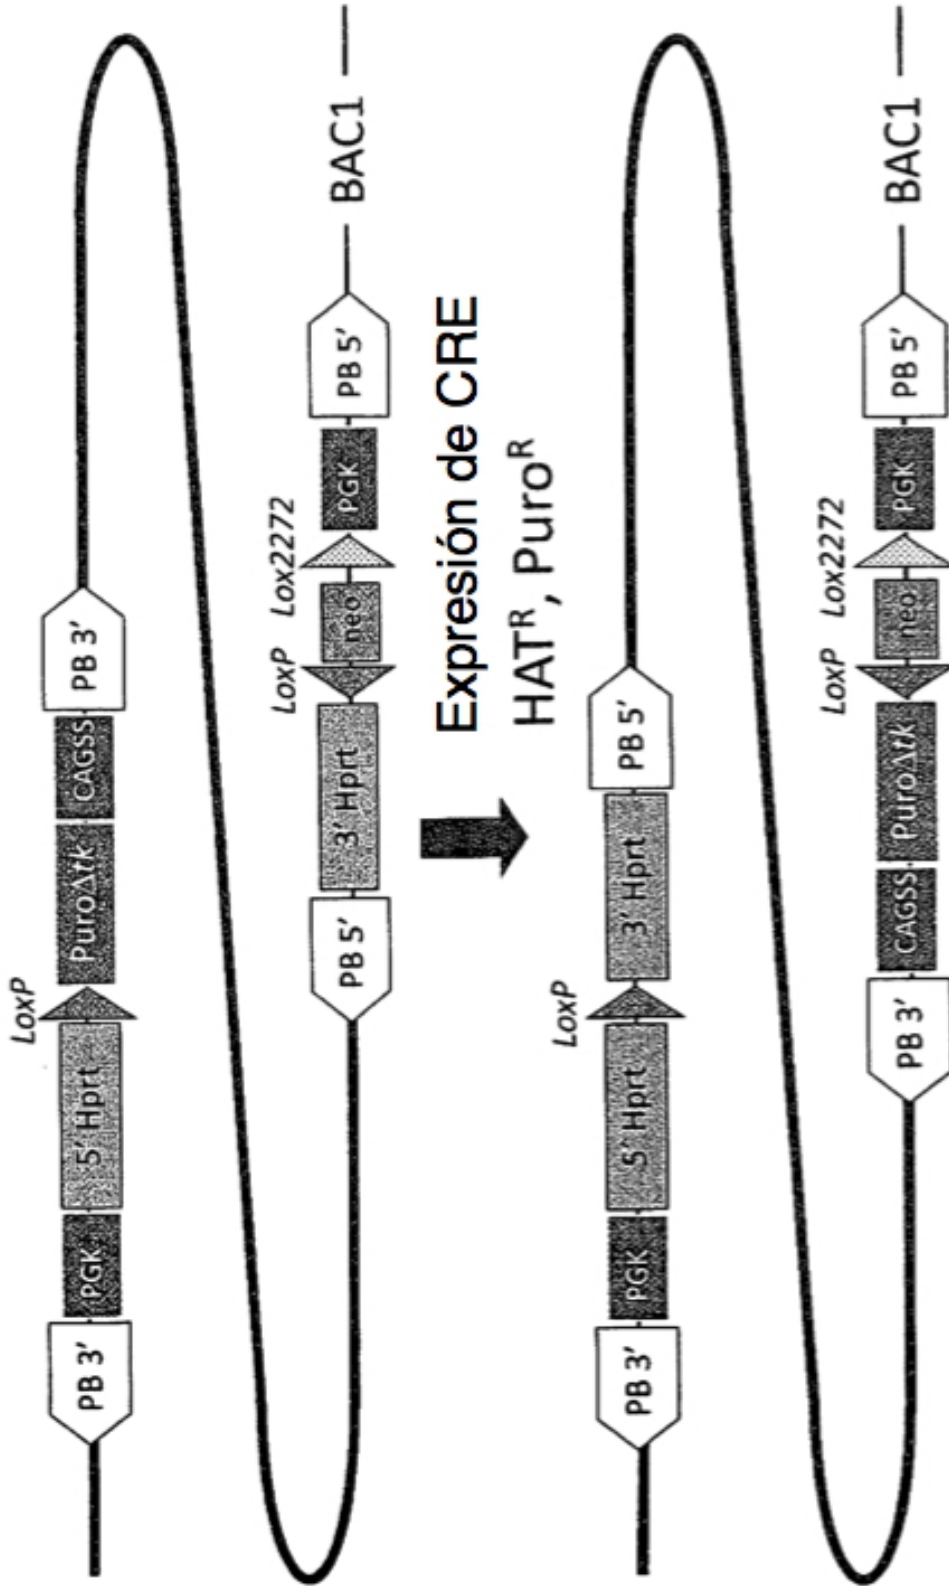 LoxP
PB 3' PGK 5' Hprt PuroΔtk CAGSS PB 3'
LoxP Lox2272
PB 5' 3' Hprt neo PGK PB 5' BAC1
Expresión de CRE
HAT^R, Puro^R
LoxP
PB 3' PGK 5' Hprt 3' Hprt PB 5'
LoxP Lox2272
PB 3' CAGSS PuroΔtk neo PGK PB 5' BAC1